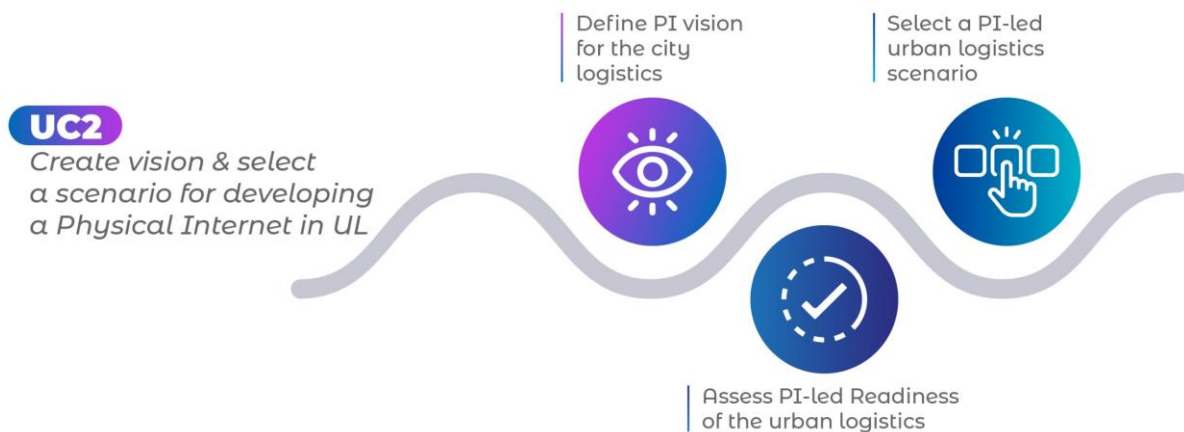 UC2
Create vision & select
a scenario for developing
a Physical Internet in UL
Define PI vision
for the city
logistics
Assess PI-led Readiness
of the urban logistics
Select a PI-led
urban logistics
scenario